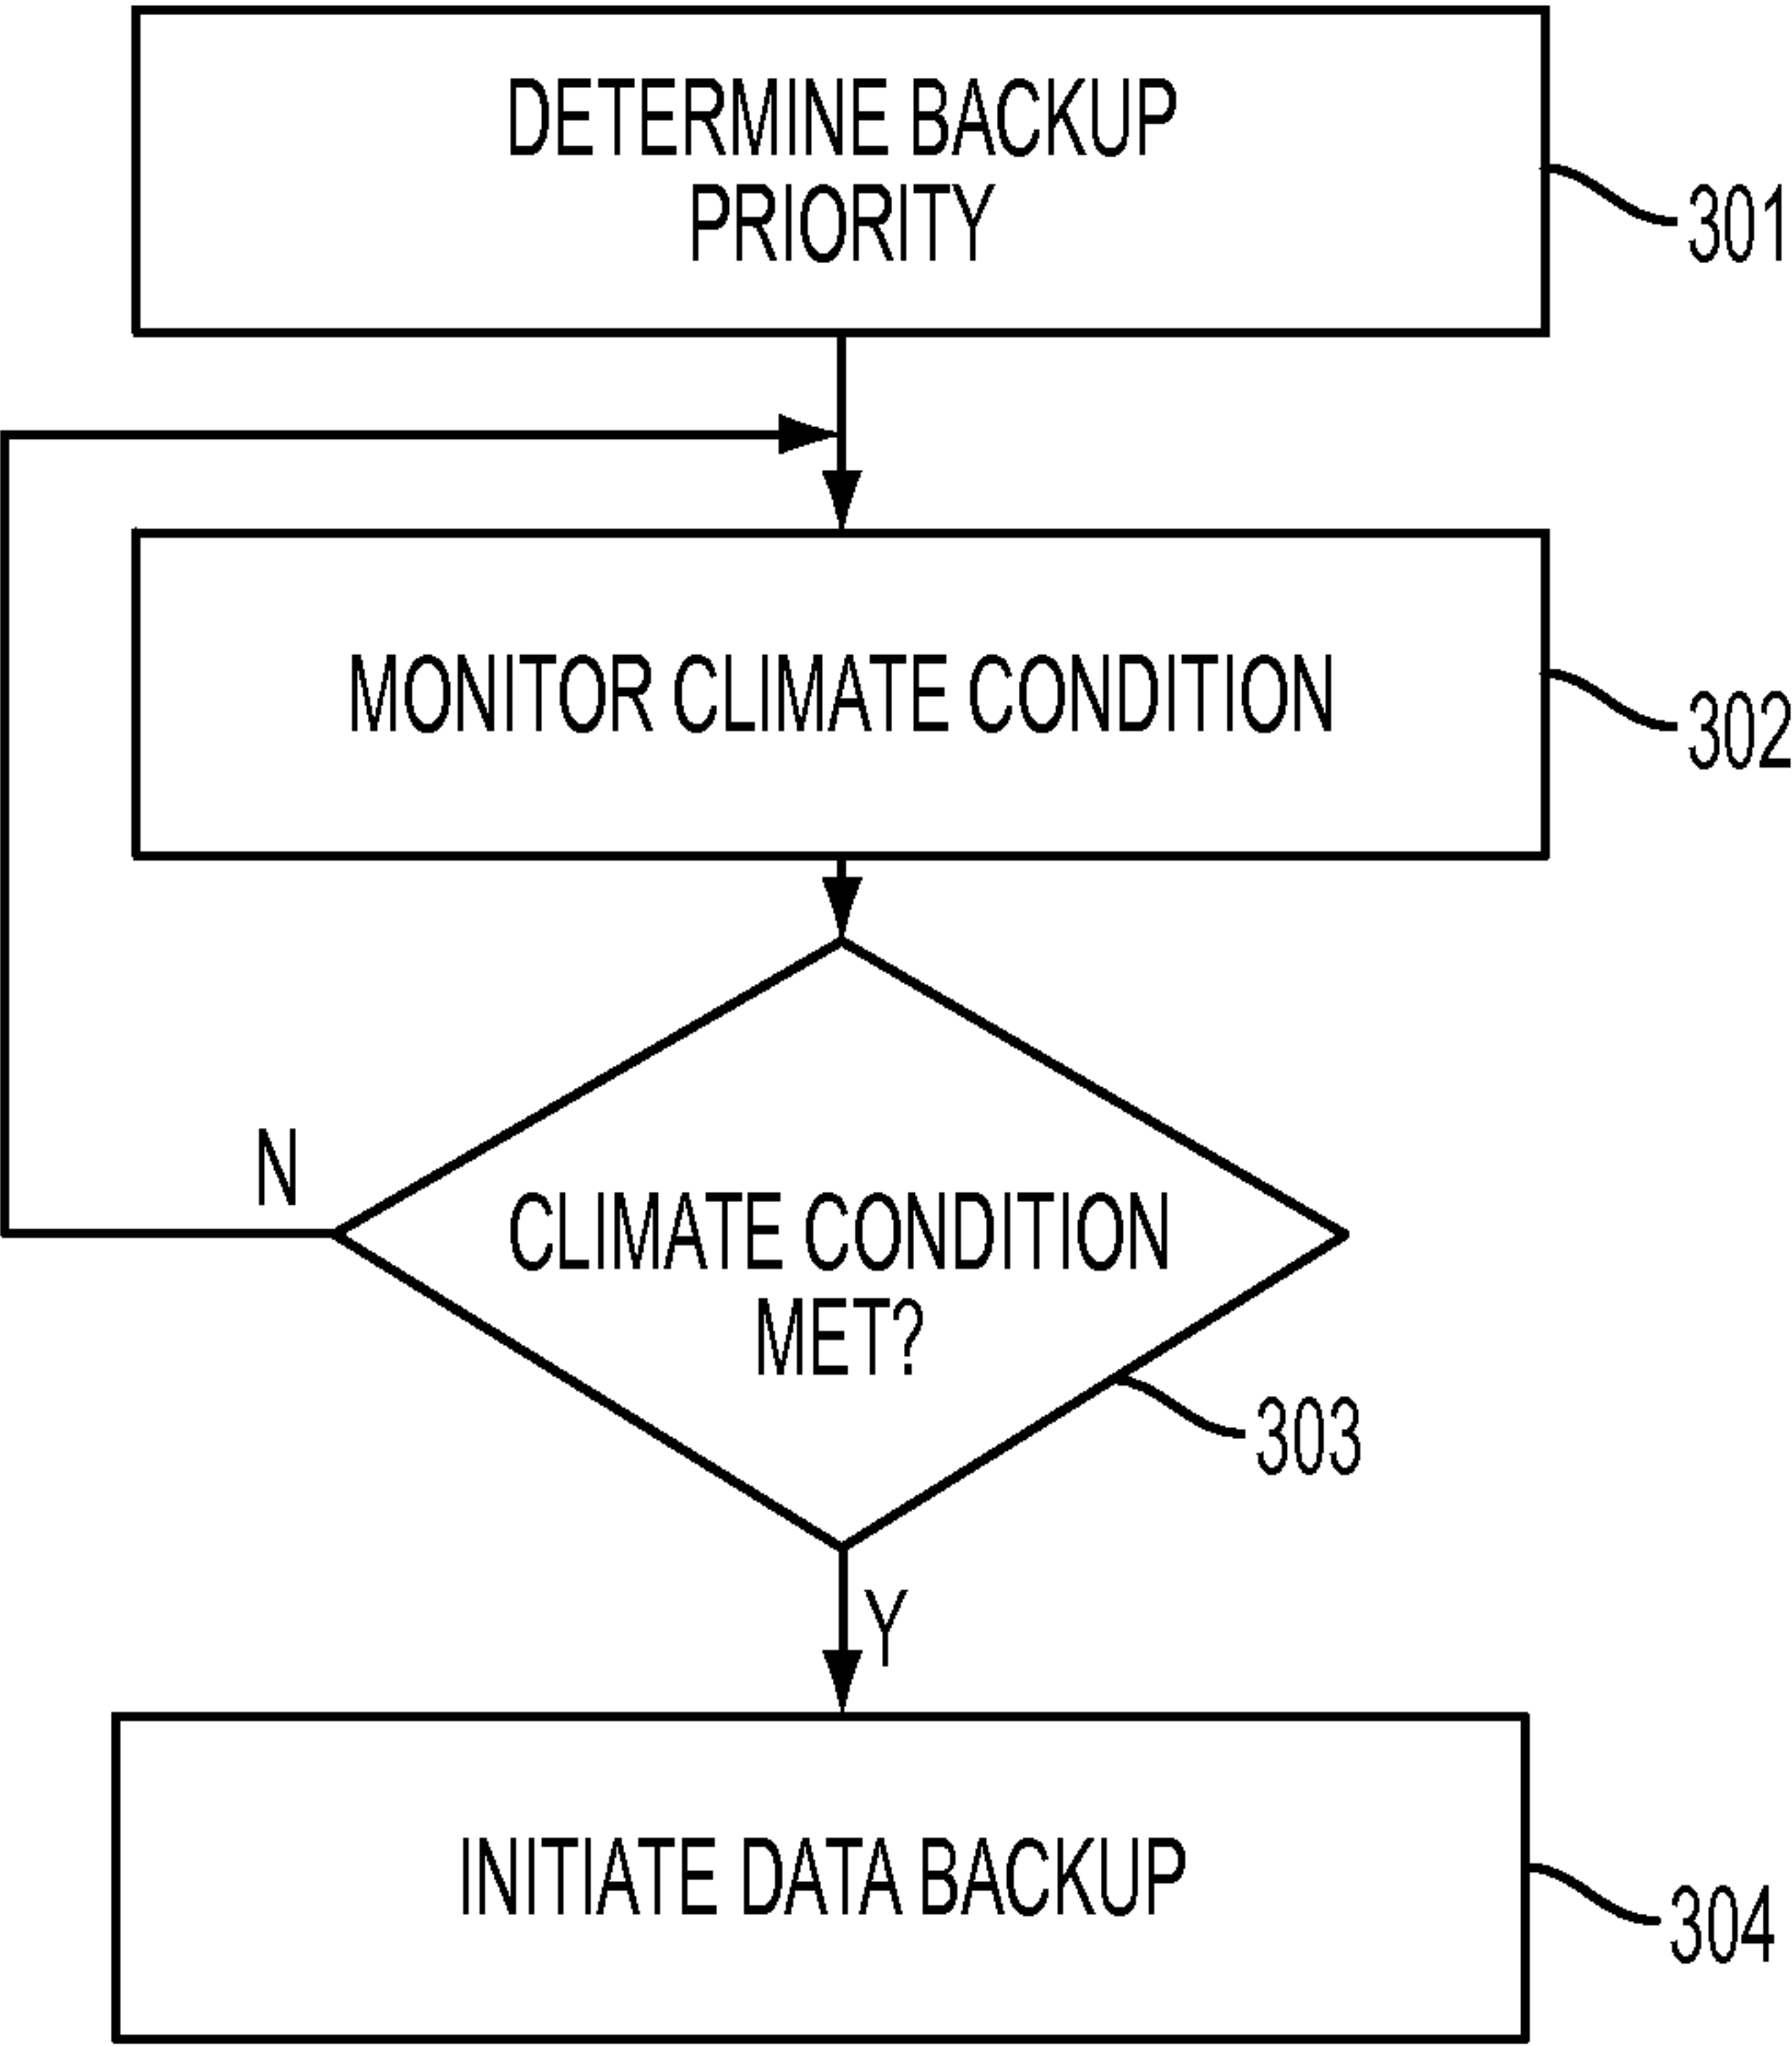 DETERMINE BACKUP
PRIORITY
301
MONITOR CLIMATE CONDITION
302
N
CLIMATE CONDITION
MET?
303
Y
INITIATE DATA BACKUP
304